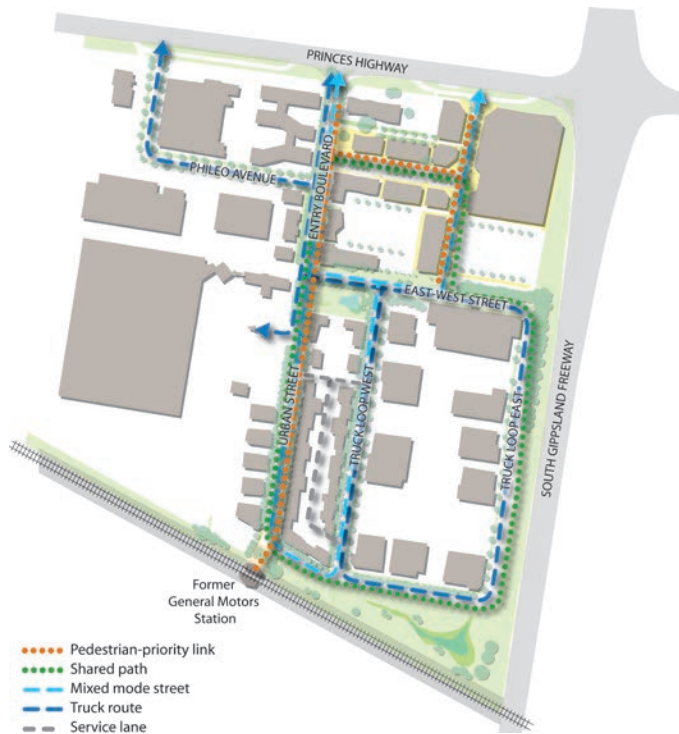 PRINCES HIGHWAY
ENTRY BOULEVARD
PHILEO AVENUE
EAST-WEST STREET
URBAN STREET
TRUCK LOOP WEST
TRUCK LOOP EAST
SOUTH GIPPSLAND FREEWAY
Former
General Motors
Station
Pedestrian-priority link
Shared path
Mixed mode street
Truck route
Service lane